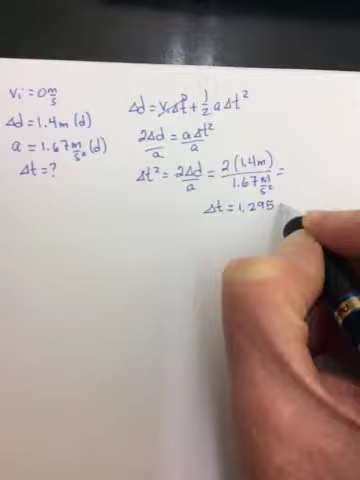 Vi = 0 m/s
Δd = 1.4m (d)
a = 1.67 m/s² (d)
Δt = ?
Δd = ViΔt + 1/2 aΔt²
2Δd/a = aΔt²/a
Δt² = 2Δd/a = 2(1.4m)/1.67 m/s² =
Δt = 1.295